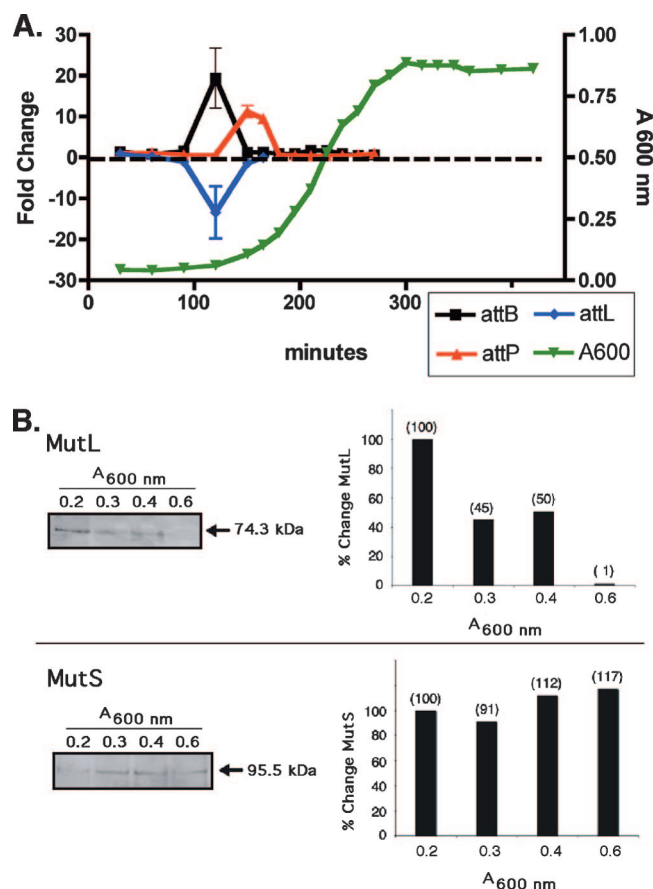 A.
30
20
10
0
-10
-20
-30
Fold Change
1.00
0.75
0.50
0.25
0.00
A 600 nm
0 100 200 300
minutes
attB attL
attP A600
B.
MutL
A600 nm
0.2 0.3 0.4 0.6
74.3 kDa
% Change MutL
100
80
60
40
20
0
(100)
(45)
(50)
( 1)
0.2 0.3 0.4 0.6
A600 nm
MutS
A600 nm
0.2 0.3 0.4 0.6
95.5 kDa
% Change MutS
100
80
60
40
20
0
(100)
(91)
(112)
(117)
0.2 0.3 0.4 0.6
A600 nm